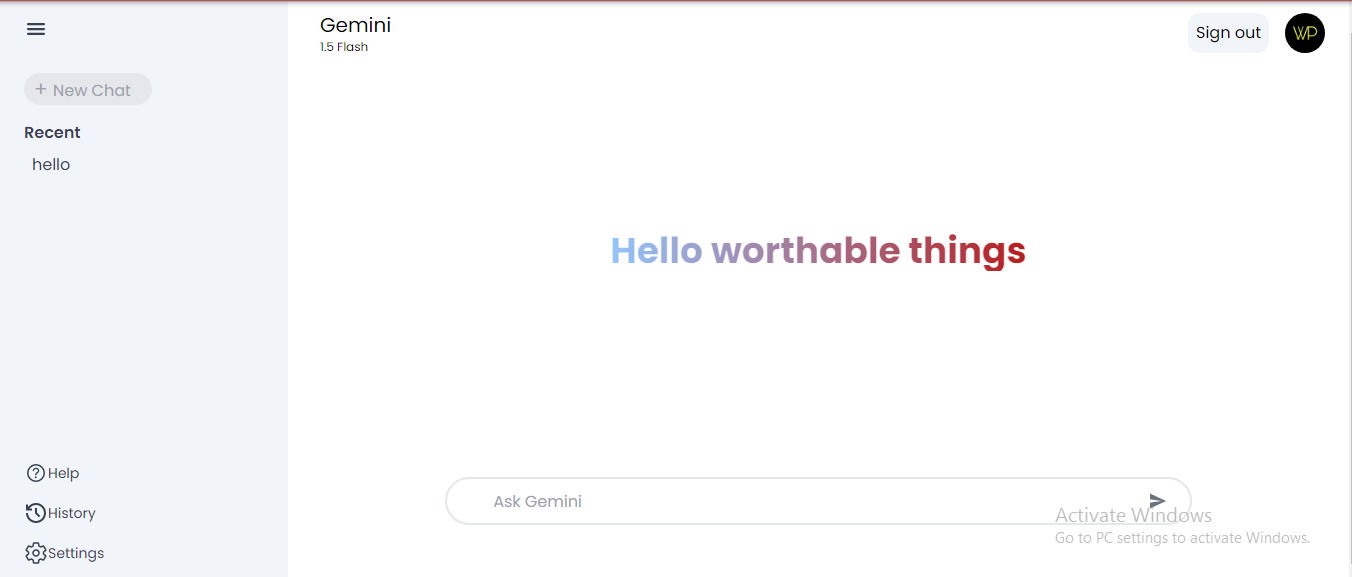 Gemini
1.5 Flash
Sign out
WP
+ New Chat
Recent
hello
Hello worthable things
Ask Gemini
Help
History
Settings
Activate Windows
Go to PC settings to activate Windows.